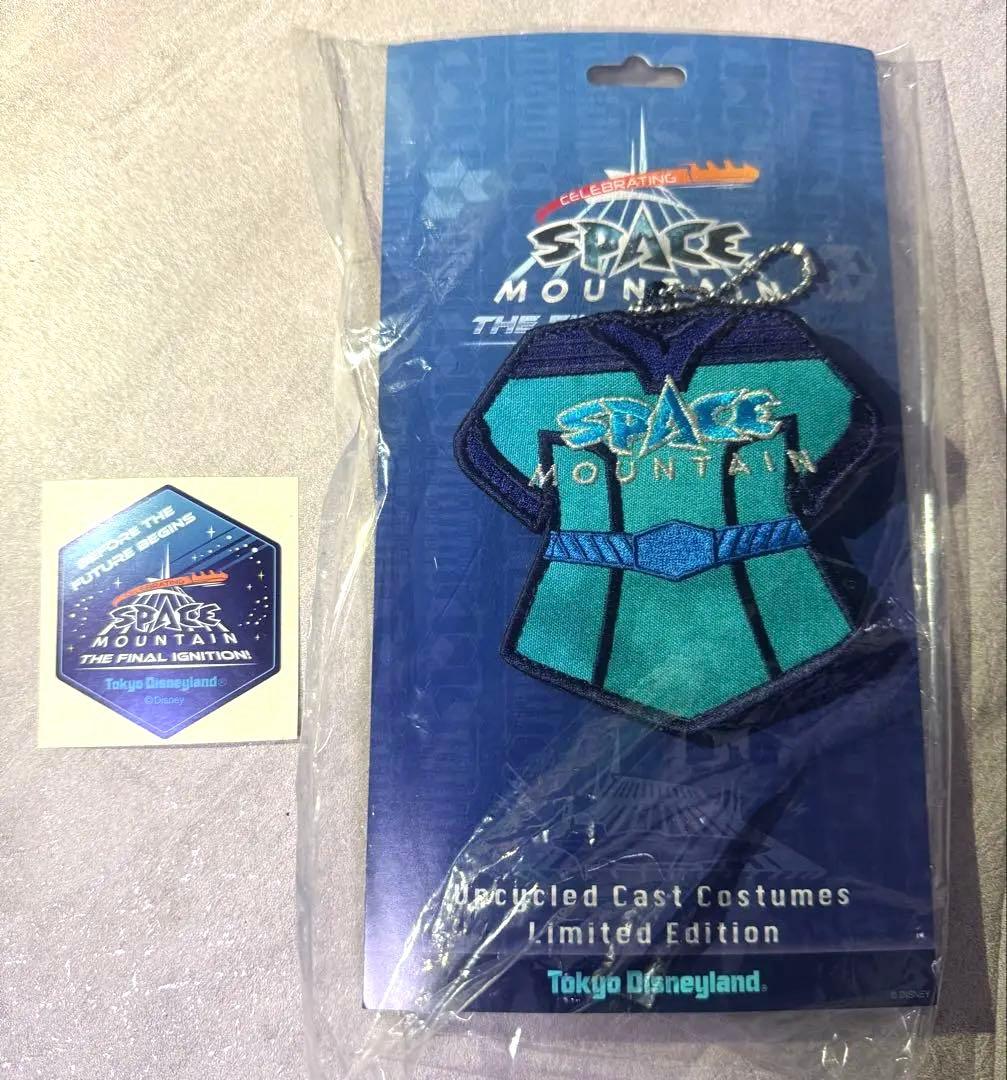 BEFORE THE
FUTURE BEGINS
CELEBRATING
SPACE
MOUNTAIN
THE FINAL IGNITION!
Tokyo Disneyland®
©Disney
CELEBRATING
SPACE
MOUNTAIN
THE
SPACE
MOUNTAIN
Upcycled Cast Costumes
Limited Edition
Tokyo Disneyland®
© DISNEY